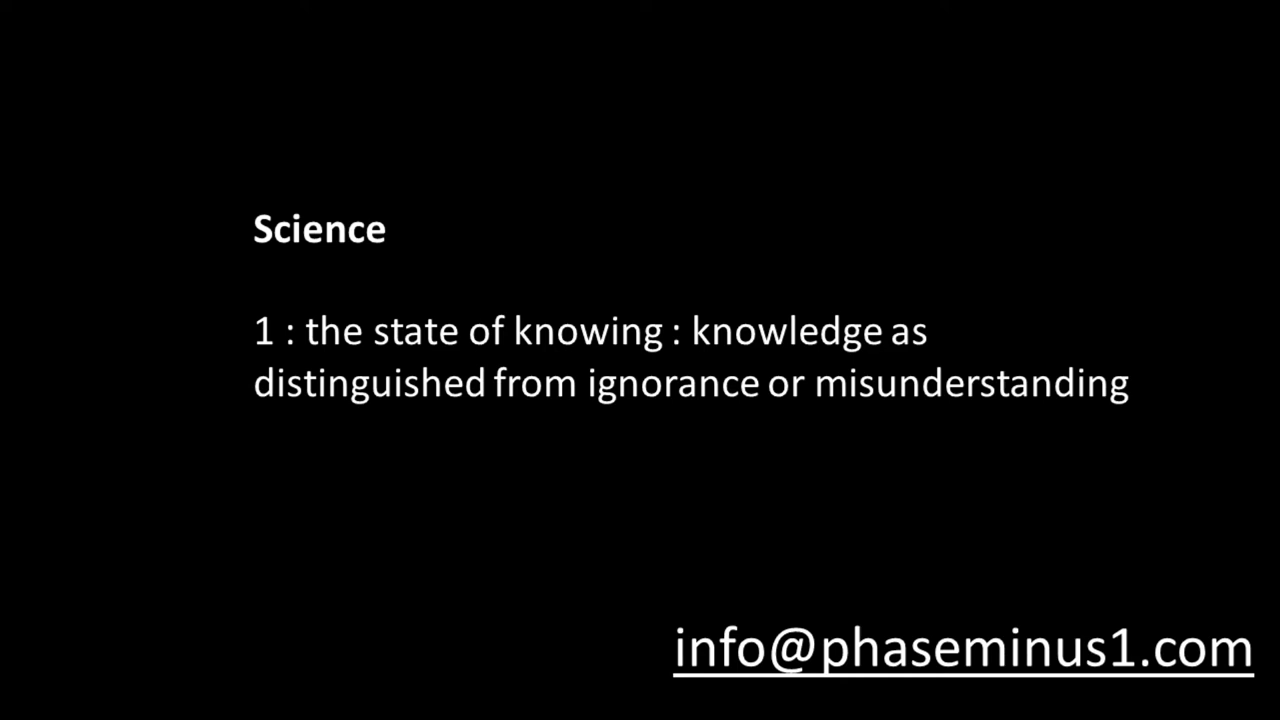 Science
1 : the state of knowing : knowledge as
distinguished from ignorance or misunderstanding
info@phaseminus1.com